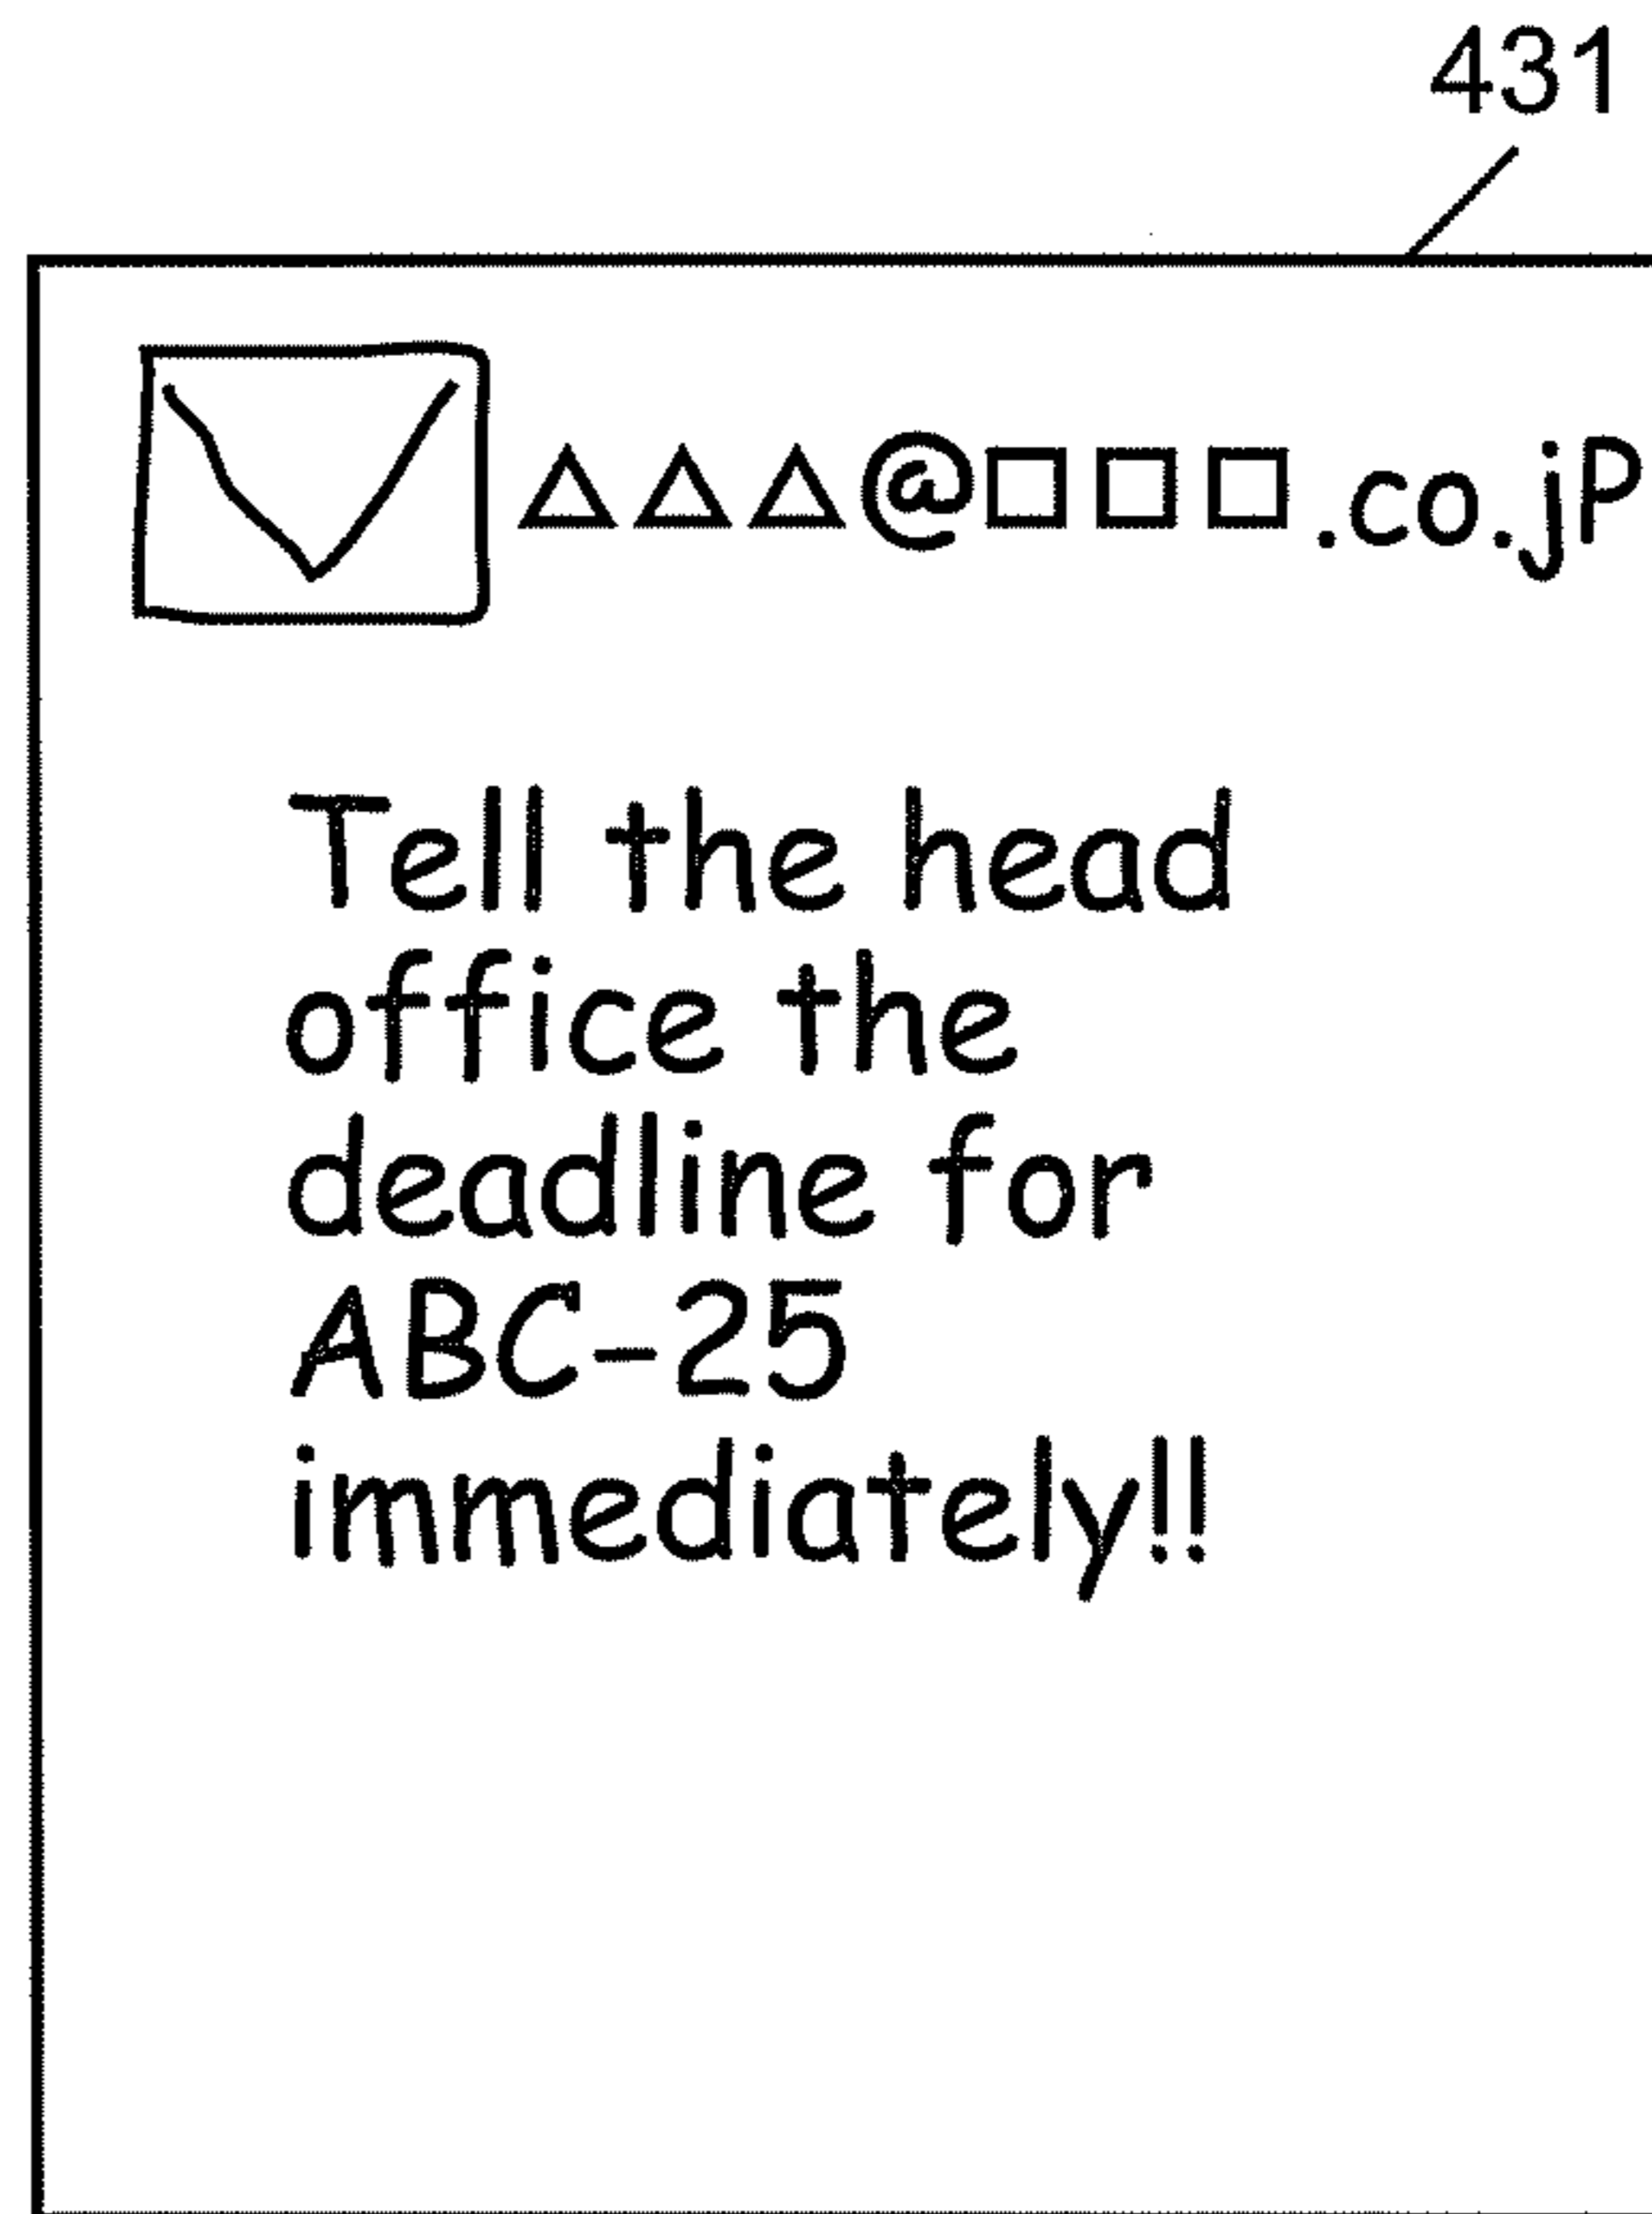 431
△△△@□□□.co.jP
Tell the head
office the
deadline for
ABC-25
immediately!!